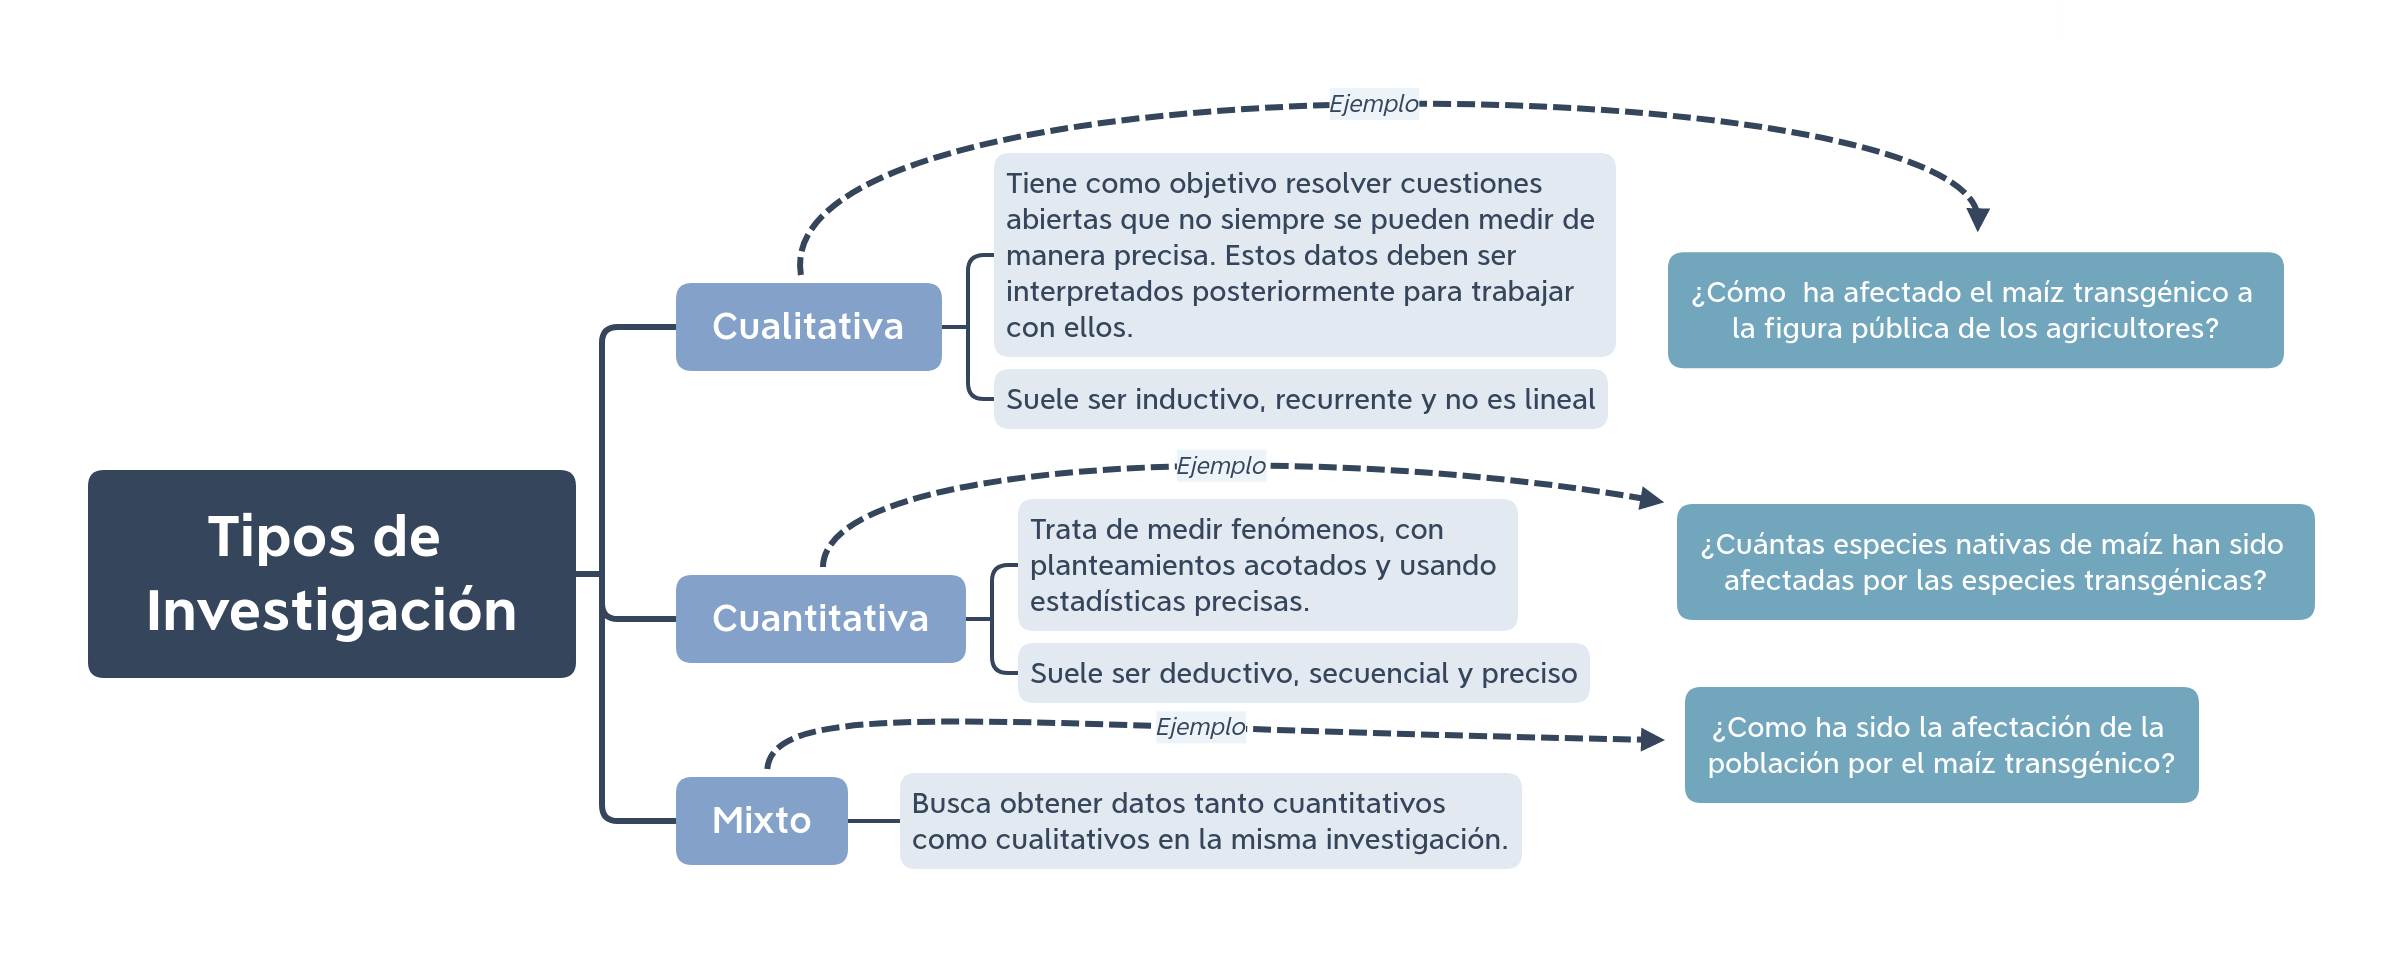 Tipos de
Investigación
Cualitativa
Ejemplo
Tiene como objetivo resolver cuestiones
abiertas que no siempre se pueden medir de
manera precisa. Estos datos deben ser
interpretados posteriormente para trabajar
con ellos.
Suele ser inductivo, recurrente y no es lineal
¿Cómo  ha afectado el maíz transgénico a
la figura pública de los agricultores?
Cuantitativa
Ejemplo
Trata de medir fenómenos, con
planteamientos acotados y usando
estadísticas precisas.
Suele ser deductivo, secuencial y preciso
¿Cuántas especies nativas de maíz han sido
afectadas por las especies transgénicas?
Mixto
Ejemplo
Busca obtener datos tanto cuantitativos
como cualitativos en la misma investigación.
¿Como ha sido la afectación de la
población por el maíz transgénico?